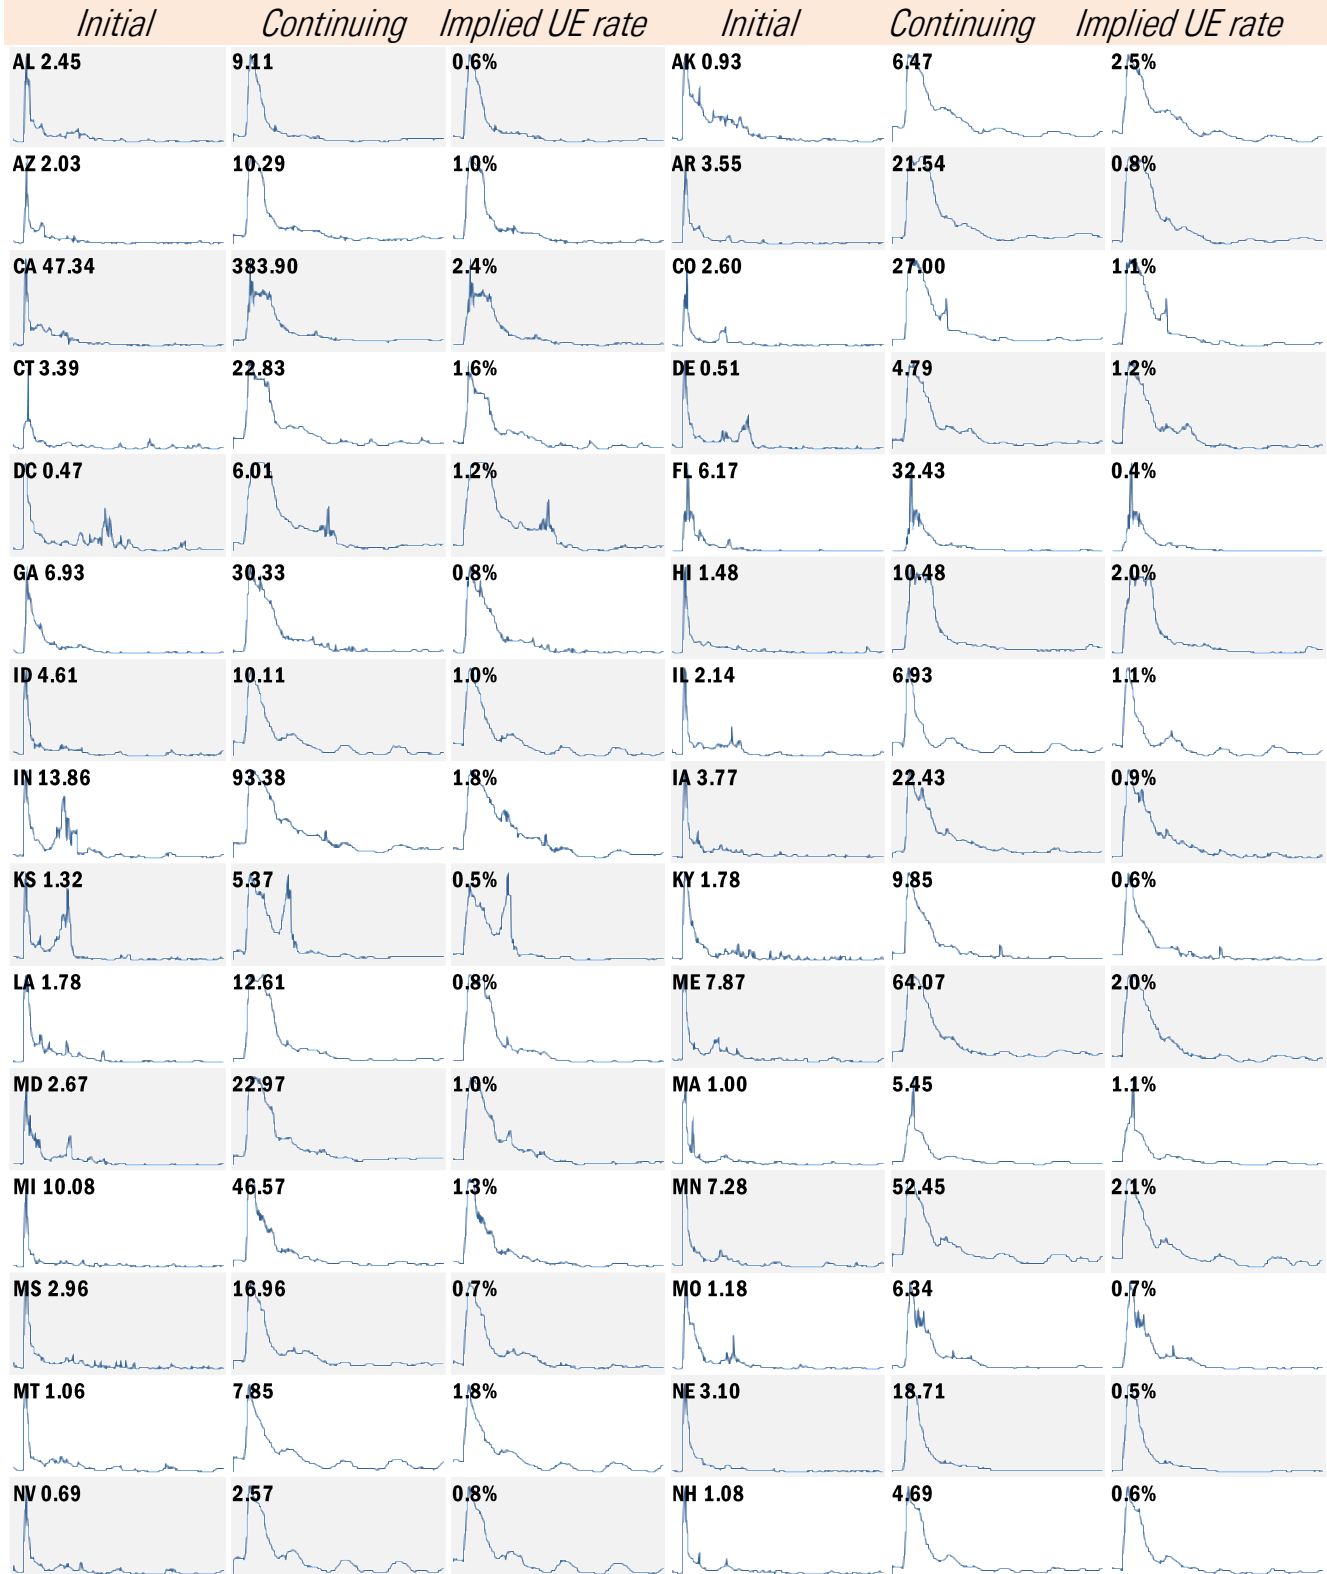 Initial Continuing Implied UE rate Initial Continuing Implied UE rate
AL 2.45 9.11 0.6% AK 0.93 6.47 2.5%
AZ 2.03 10.29 1.0% AR 3.55 21.54 0.8%
CA 47.34 383.90 2.4% CO 2.60 27.00 1.1%
CT 3.39 22.83 1.6% DE 0.51 4.79 1.2%
DC 0.47 6.01 1.2% FL 6.17 32.43 0.4%
GA 6.93 30.33 0.8% HI 1.48 10.48 2.0%
ID 4.61 10.11 1.0% IL 2.14 6.93 1.1%
IN 13.86 93.38 1.8% IA 3.77 22.43 0.9%
KS 1.32 5.37 0.5% KY 1.78 9.85 0.6%
LA 1.78 12.61 0.8% ME 7.87 64.07 2.0%
MD 2.67 22.97 1.0% MA 1.00 5.45 1.1%
MI 10.08 46.57 1.3% MN 7.28 52.45 2.1%
MS 2.96 16.96 0.7% MO 1.18 6.34 0.7%
MT 1.06 7.85 1.8% NE 3.10 18.71 0.5%
NV 0.69 2.57 0.8% NH 1.08 4.69 0.6%